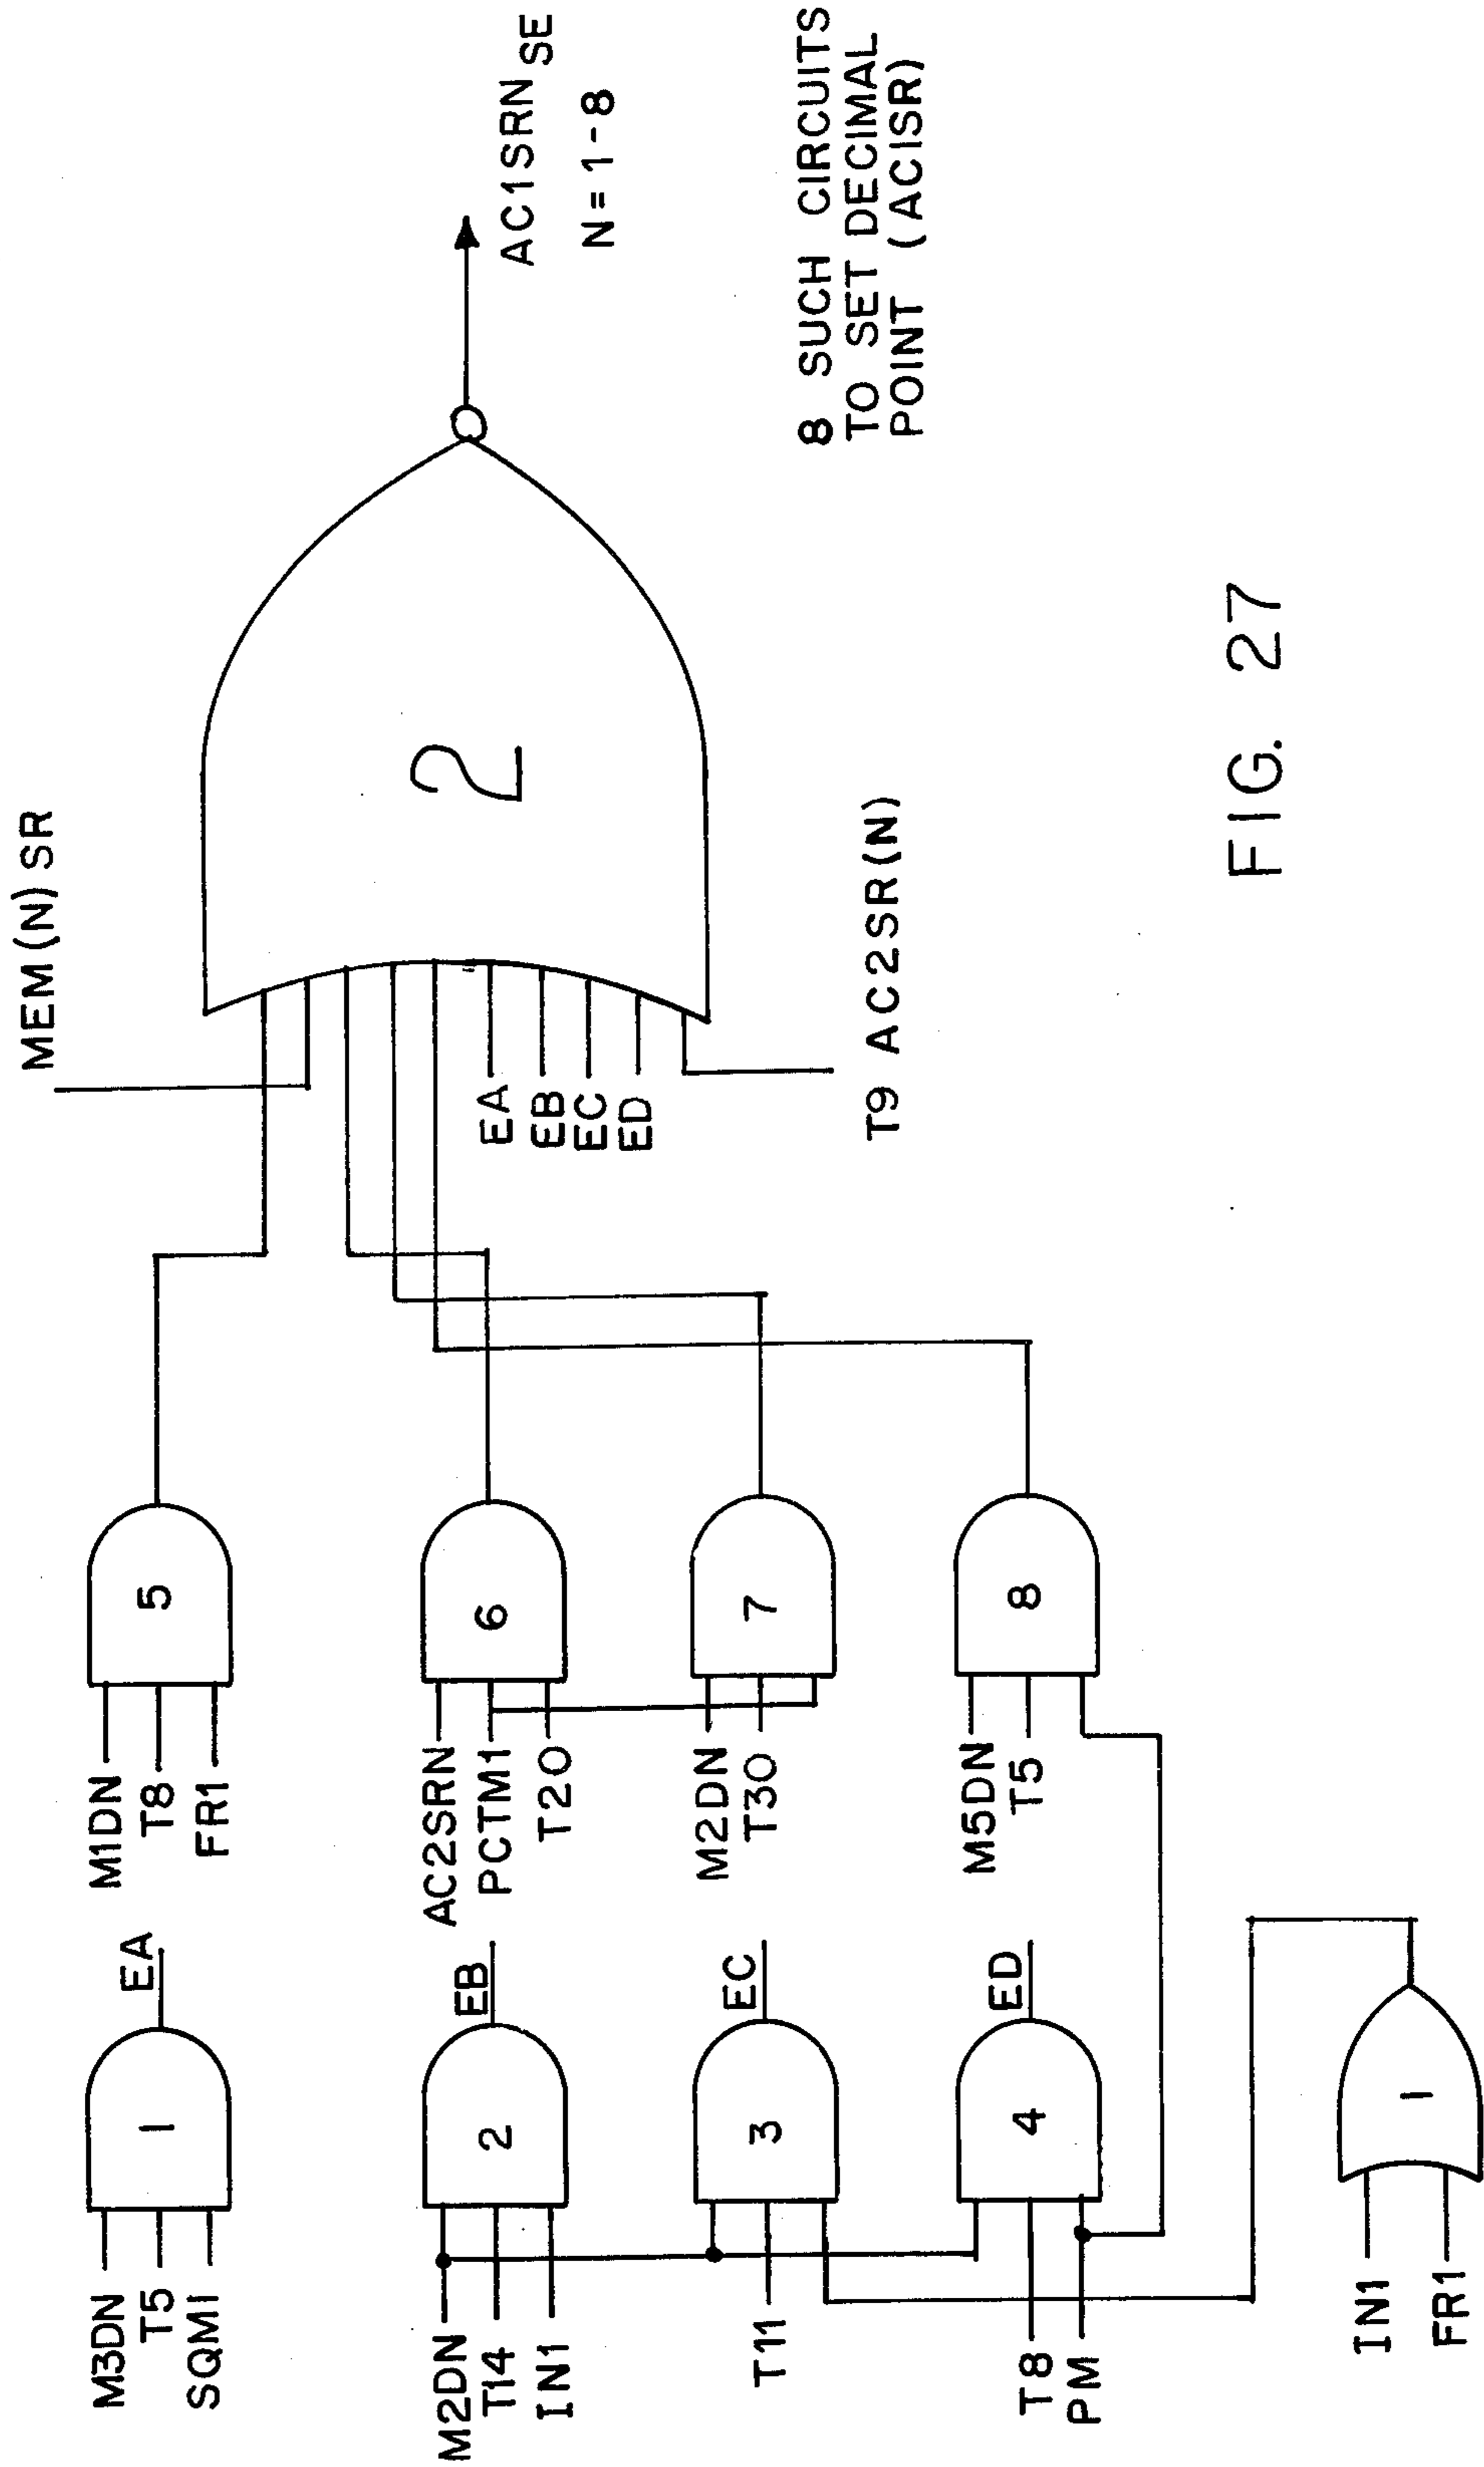 MEM(N)SR
M3DN
T5
SQM1
1
EA
M1DN
T8
FR1
5
M2DN
T14
IN1
2
EB
AC2SRN
PCTM1
T20
6
T11
3
EC
M2DN
T30
7
T8
PM
4
ED
M5DN
T5
8
IN1
FR1
1
EA
EB
EC
ED
2
T9 AC2SR(N)
AC1SRN SE
N=1-8
8 SUCH CIRCUITS
TO SET DECIMAL
POINT (AC1SR)
FIG. 27